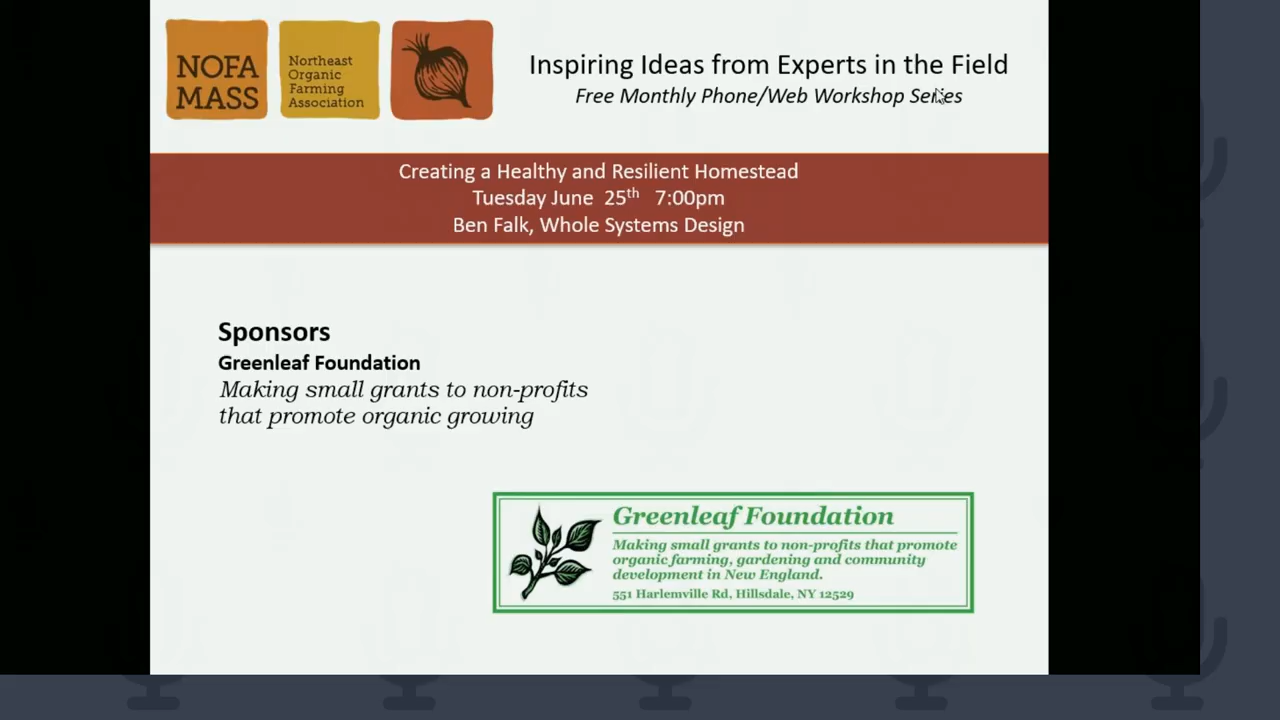 NOFA
MASS
Northeast
Organic
Farming
Association
Inspiring Ideas from Experts in the Field
Free Monthly Phone/Web Workshop Series
Creating a Healthy and Resilient Homestead
Tuesday June 25th 7:00pm
Ben Falk, Whole Systems Design
Sponsors
Greenleaf Foundation
Making small grants to non-profits
that promote organic growing
Greenleaf Foundation
Making small grants to non-profits that promote
organic farming, gardening and community
development in New England.
551 Harlemville Rd, Hillsdale, NY 12529